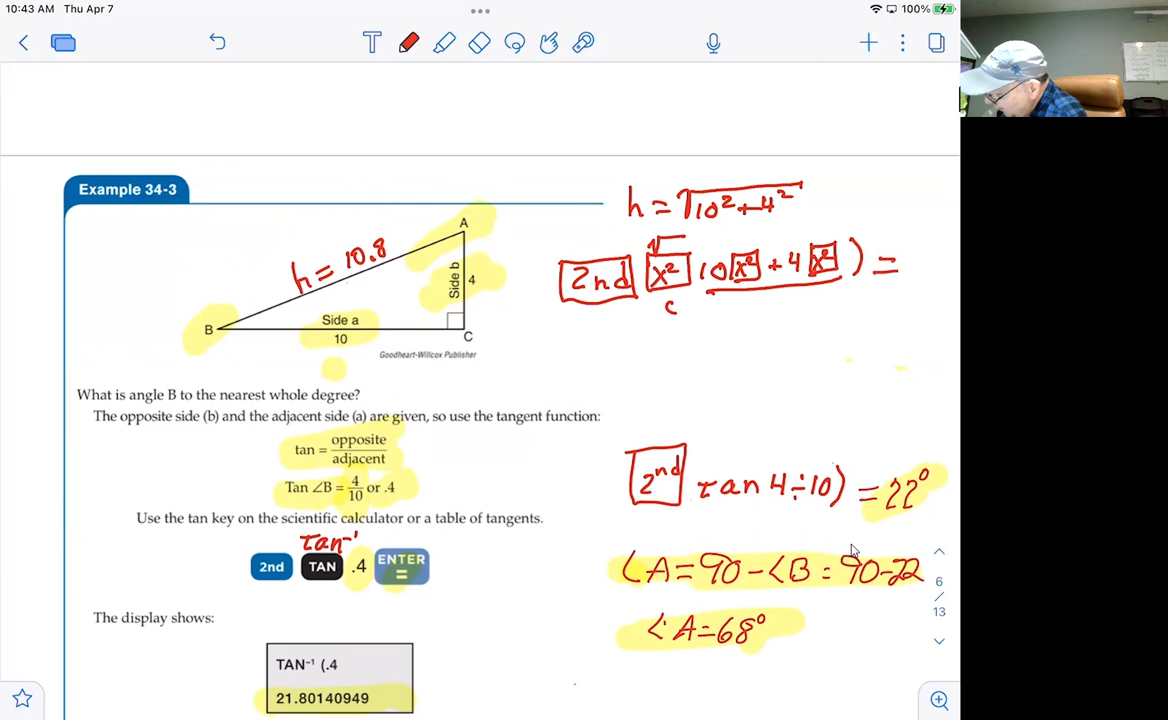 10:43 AM Thu Apr 7
100%
T
Example 34-3
A
h = 10.8
Side b
4
B
Side a
10
C
Goodheart-Willcox Publisher
h = √10² + 4²
√
2nd x² 10 x² + 4 x² ) =
c
What is angle B to the nearest whole degree?
The opposite side (b) and the adjacent side (a) are given, so use the tangent function:
tan = opposite
adjacent
Tan ∠B = 4 or .4
10
2nd tan 4 ÷ 10) = 22°
Use the tan key on the scientific calculator or a table of tangents.
tan⁻¹
2nd TAN .4 ENTER
=
∠A = 90 - ∠B = 90-22
∠A = 68°
6
/
13
The display shows:
TAN⁻¹ (.4
21.80140949